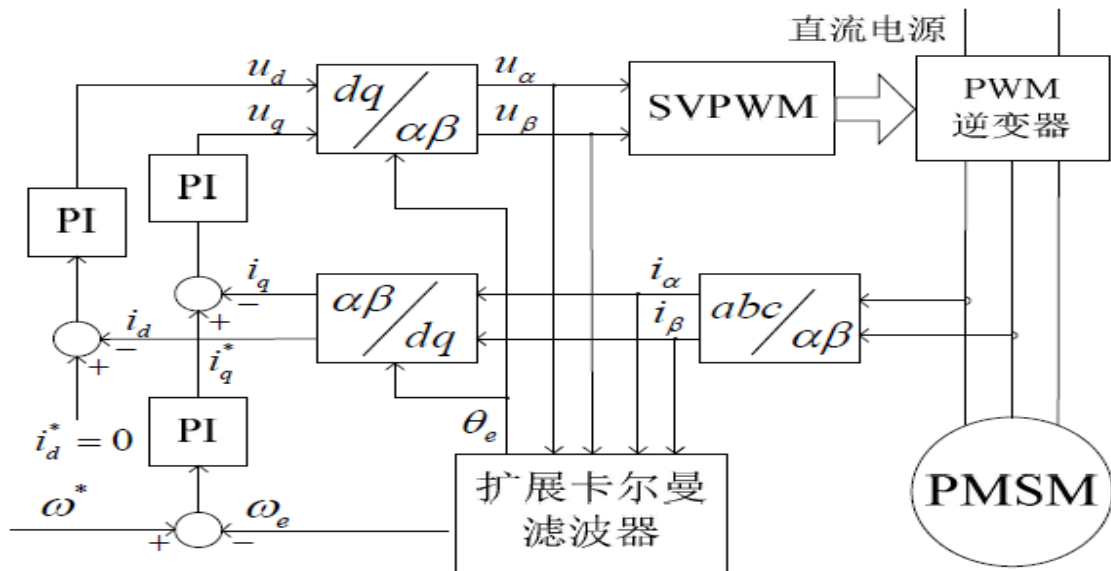 直流电源
u_d
u_q
dq/αβ
u_α
u_β
SVPWM
PWM
逆变器
PI
PI
i_q
−
+
i_d
−
+
i_q^*
αβ/dq
i_α
i_β
abc/αβ
i_d^* = 0
PI
θ_e
扩展卡尔曼
滤波器
PMSM
ω^*
+
−
ω_e